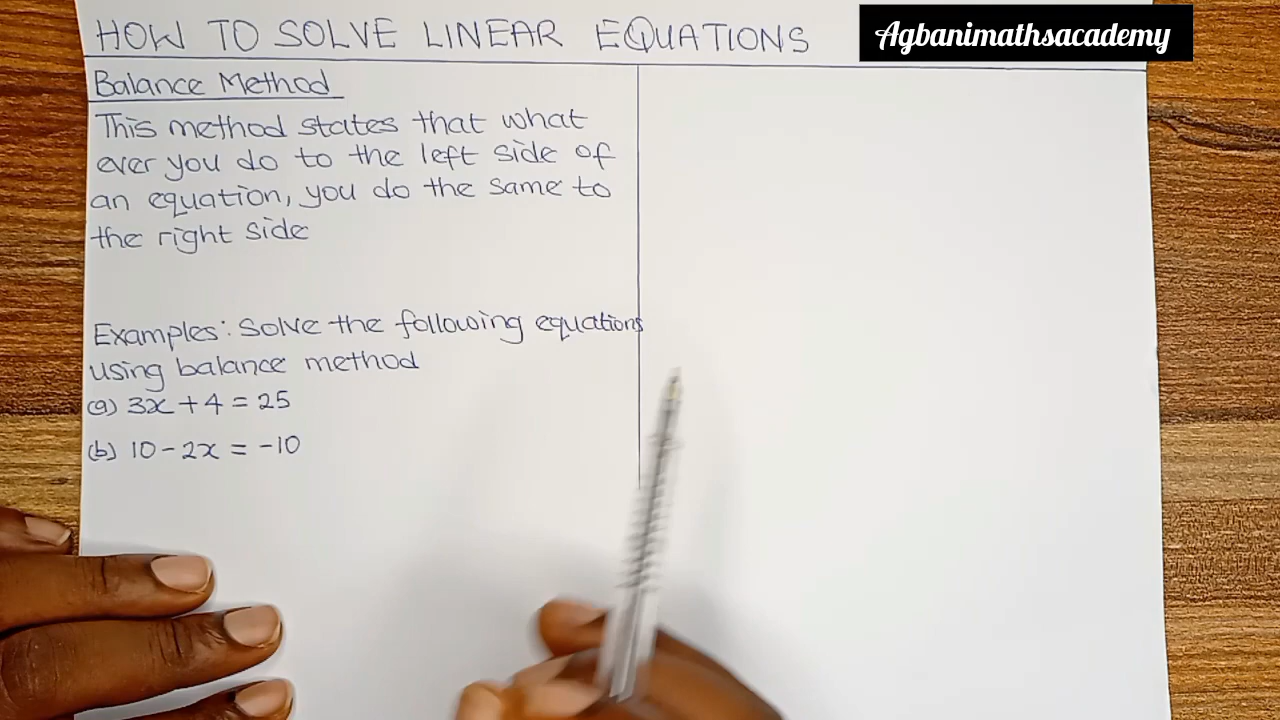 HOW TO SOLVE LINEAR EQUATIONS
Agbanimathsacademy
Balance Method
This method states that what
ever you do to the left side of
an equation, you do the same to
the right side
Examples: Solve the following equations
using balance method
(a) 3x + 4 = 25
(b) 10 - 2x = -10